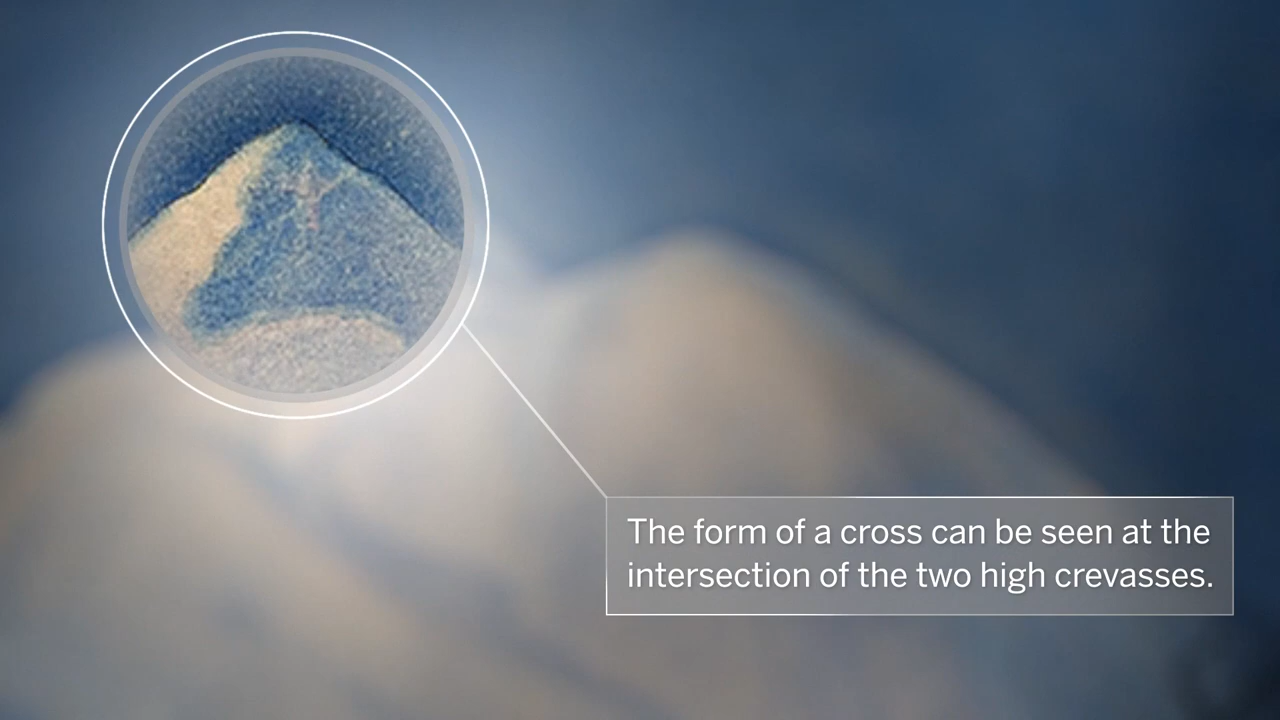 The form of a cross can be seen at the
intersection of the two high crevasses.